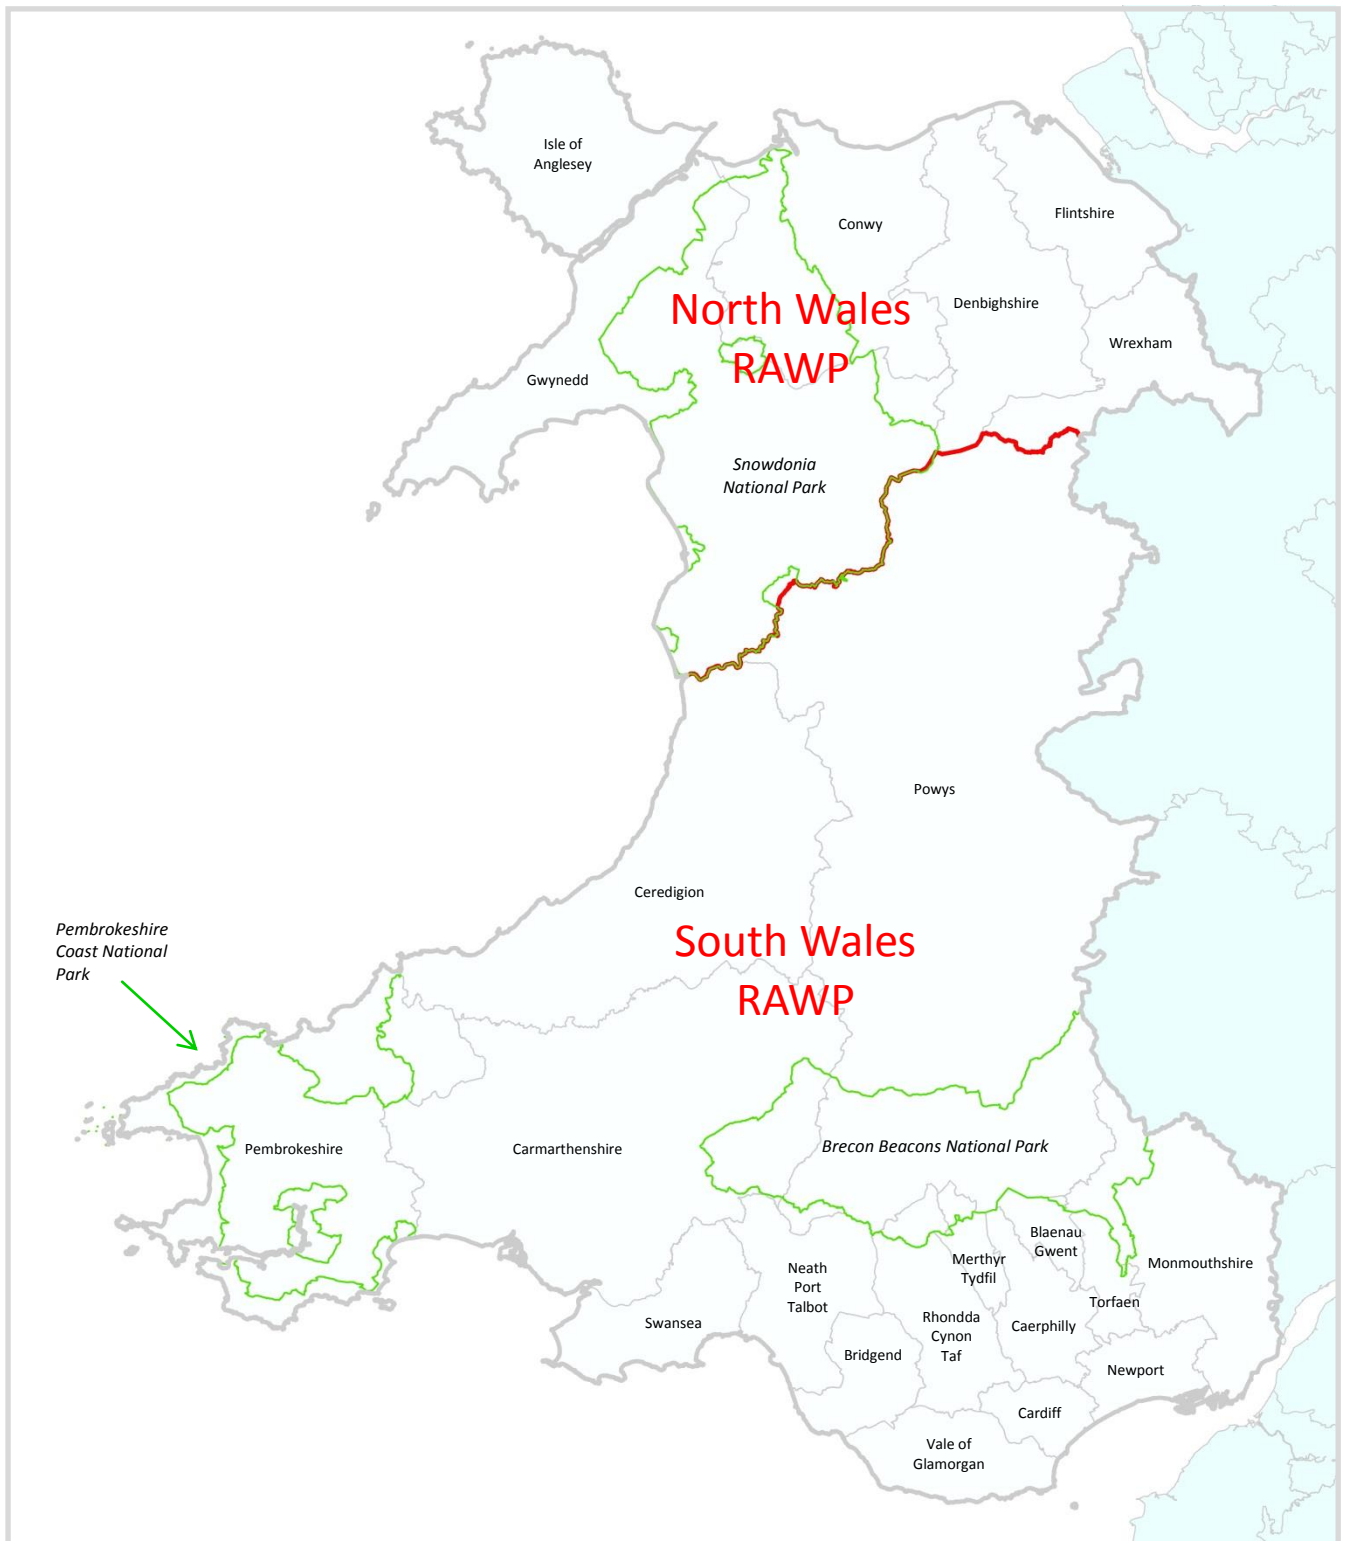 Isle of
Anglesey
Conwy
Flintshire
Denbighshire
North Wales
RAWP
Wrexham
Gwynedd
Snowdonia
National Park
Powys
Ceredigion
South Wales
RAWP
Pembrokeshire
Coast National
Park
Pembrokeshire
Carmarthenshire
Brecon Beacons National Park
Blaenau
Gwent
Merthyr
Tydfil
Monmouthshire
Neath
Port
Talbot
Torfaen
Swansea
Rhondda
Cynon
Taf
Caerphilly
Bridgend
Newport
Cardiff
Vale of
Glamorgan